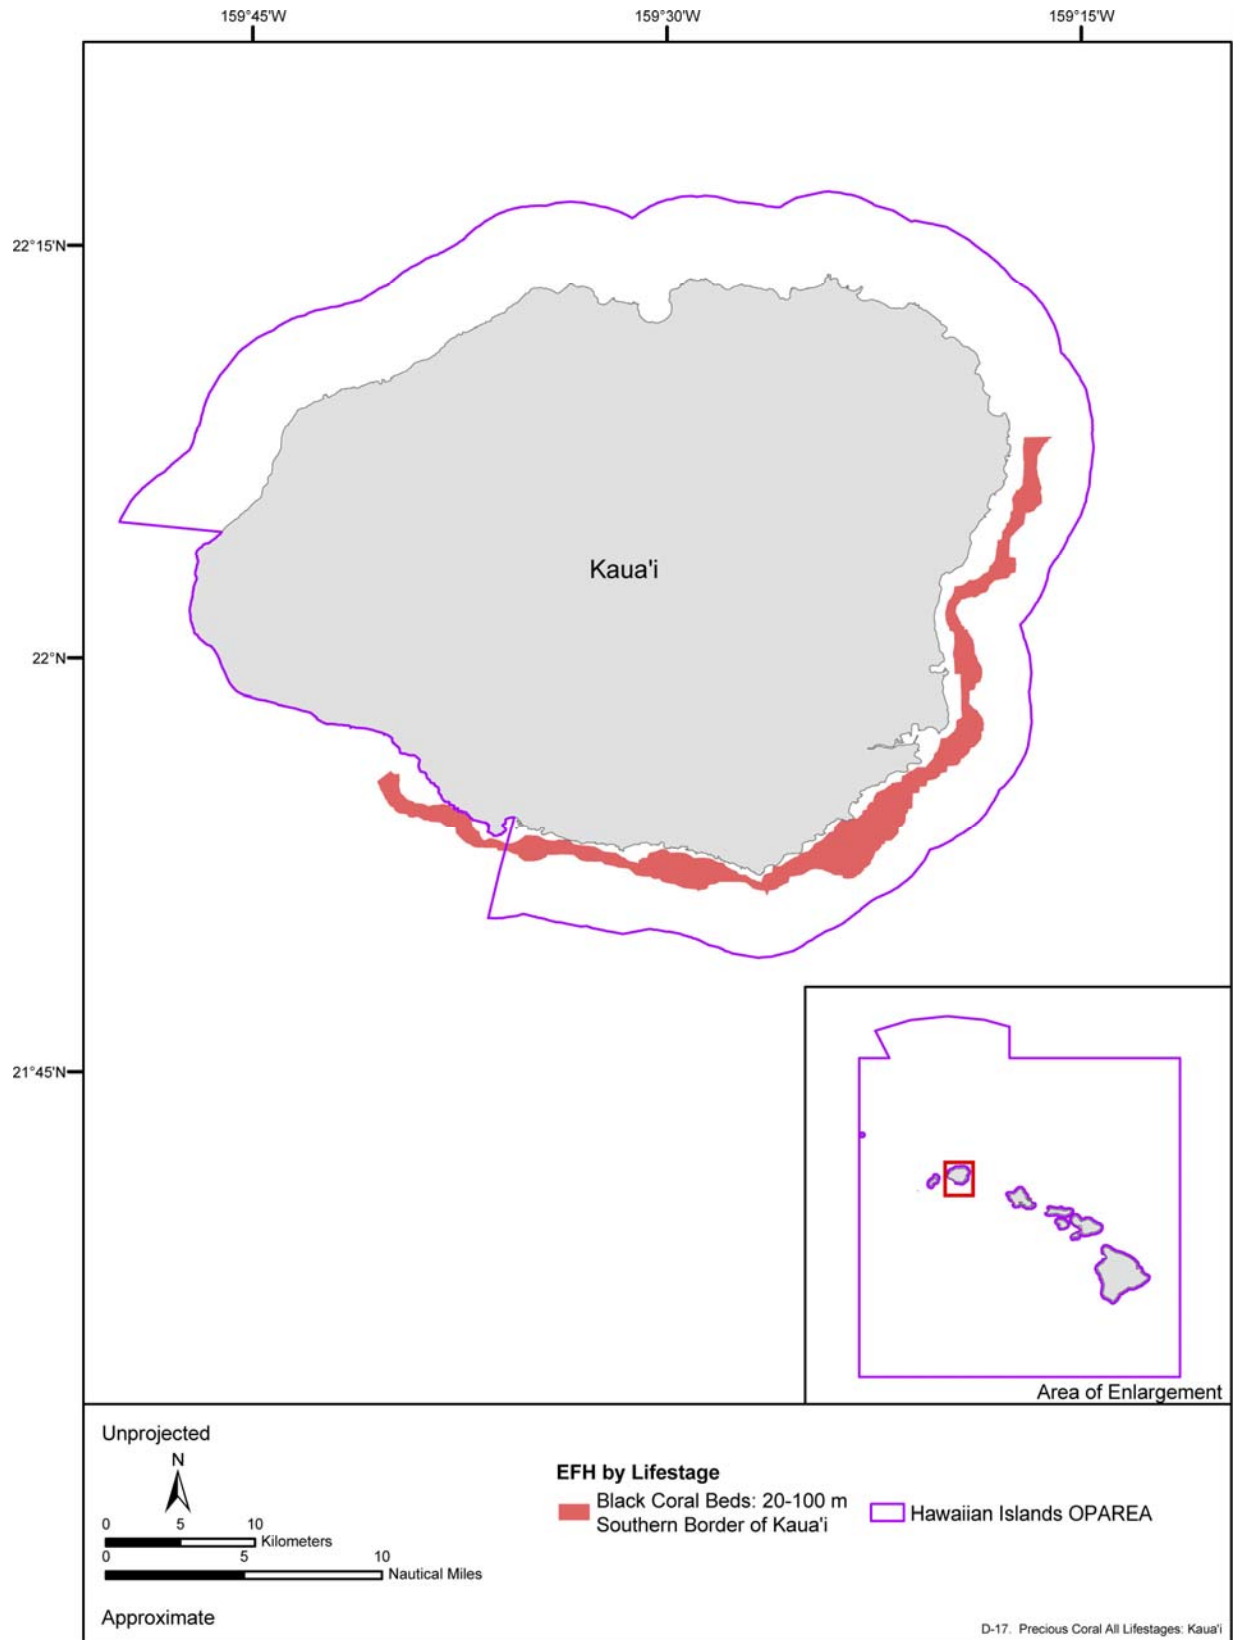 159°45'W
159°30'W
159°15'W
22°15'N
Kaua'i
22°N
21°45'N
Area of Enlargement
Unprojected
N
0 5 10
Kilometers
0 5 10
Nautical Miles
Approximate
EFH by Lifestage
Black Coral Beds: 20-100 m
Southern Border of Kaua'i
Hawaiian Islands OPAREA
D-17. Precious Coral All Lifestages: Kaua'i